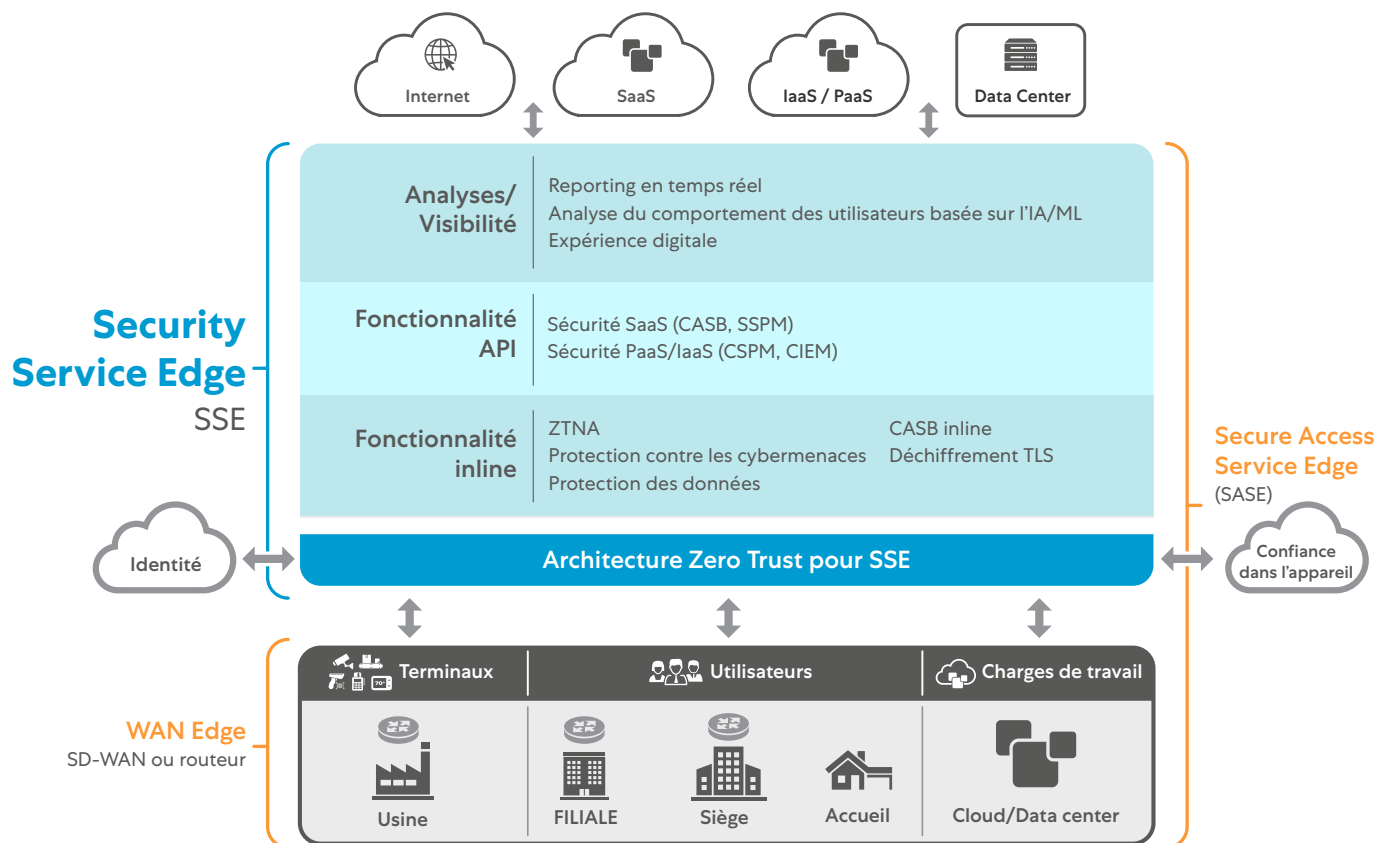 Internet
SaaS
IaaS / PaaS
Data Center
Security
Service Edge
SSE
Analyses/
Visibilité
Reporting en temps réel
Analyse du comportement des utilisateurs basée sur l'IA/ML
Expérience digitale
Fonctionnalité
API
Sécurité SaaS (CASB, SSPM)
Sécurité PaaS/IaaS (CSPM, CIEM)
Fonctionnalité
inline
ZTNA
Protection contre les cybermenaces
Protection des données
CASB inline
Déchiffrement TLS
Secure Access
Service Edge
(SASE)
Identité
Architecture Zero Trust pour SSE
Confiance
dans l'appareil
WAN Edge
SD-WAN ou routeur
70°
Terminaux
Utilisateurs
Charges de travail
Usine
FILIALE
Siège
Accueil
Cloud/Data center